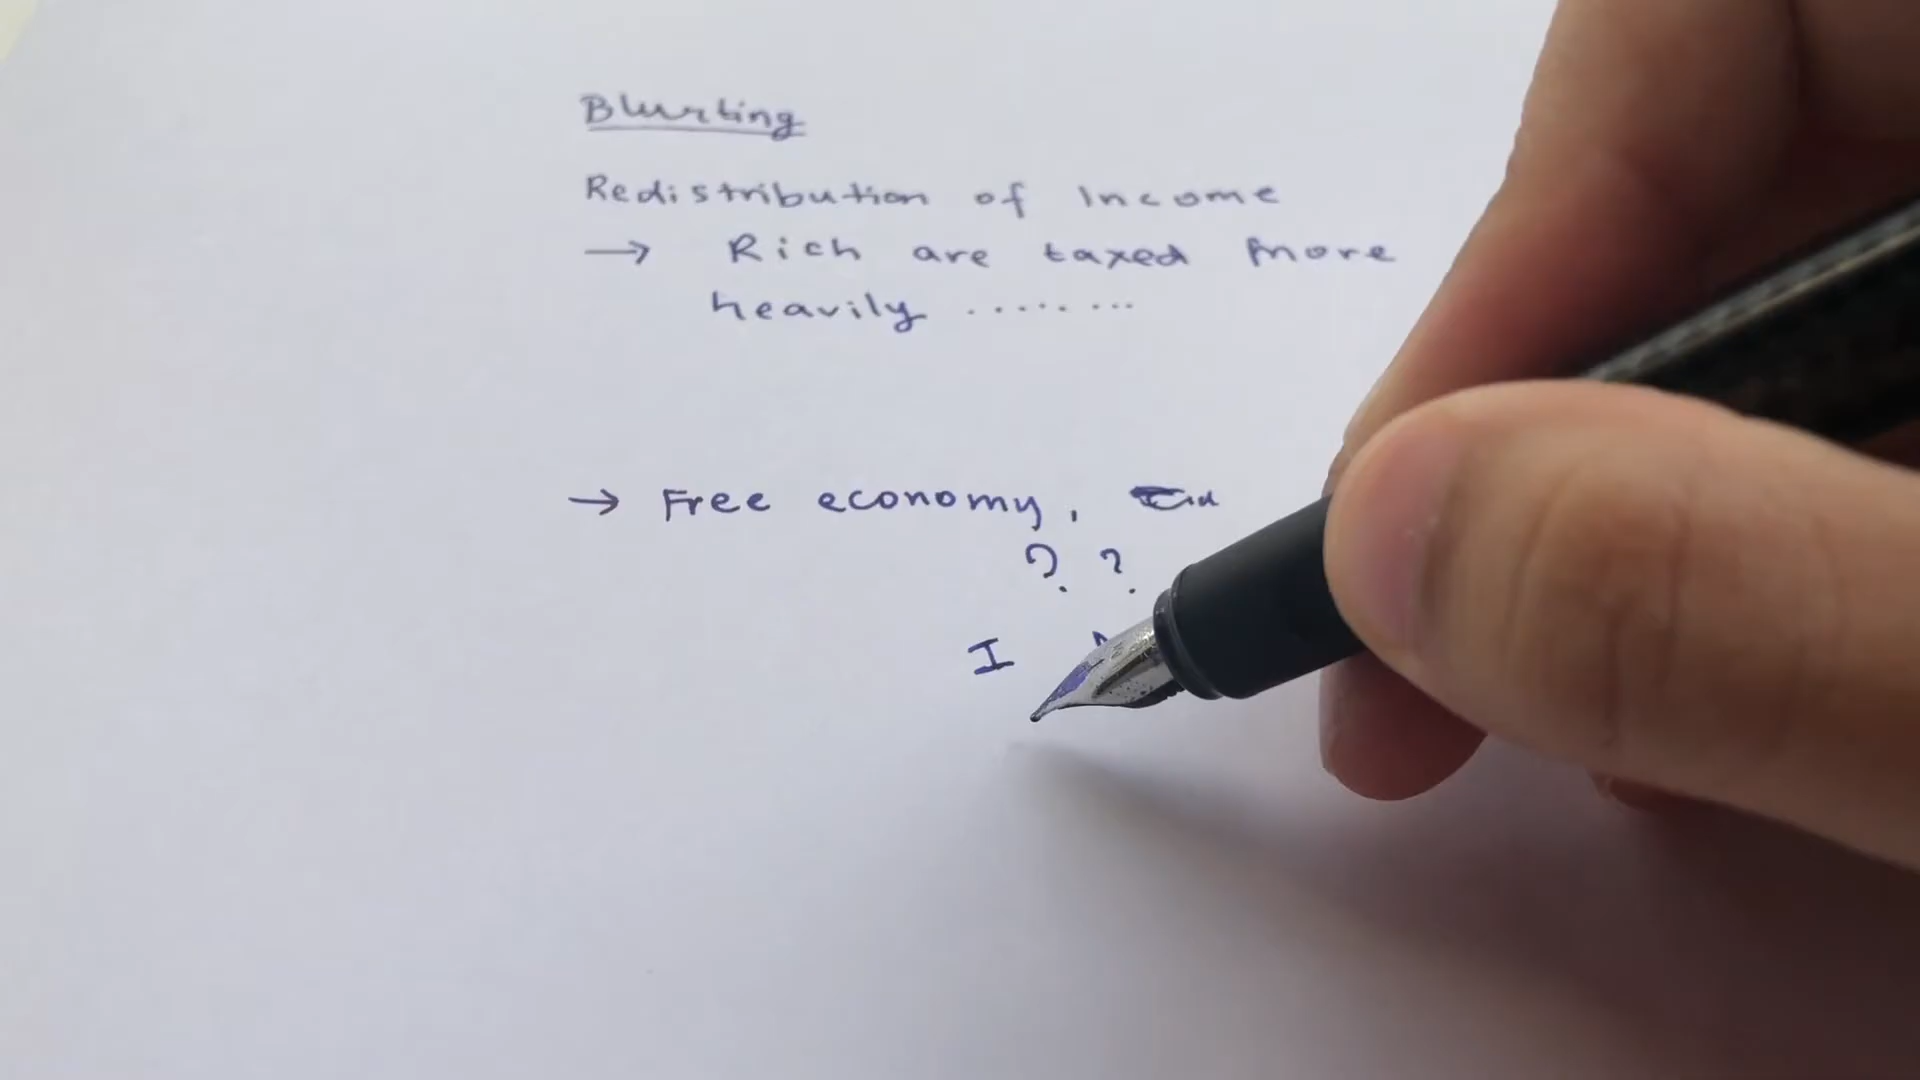 Blurting
Redistribution of Income
→ Rich are taxed more
heavily ........
→ Free economy,
? ?
I